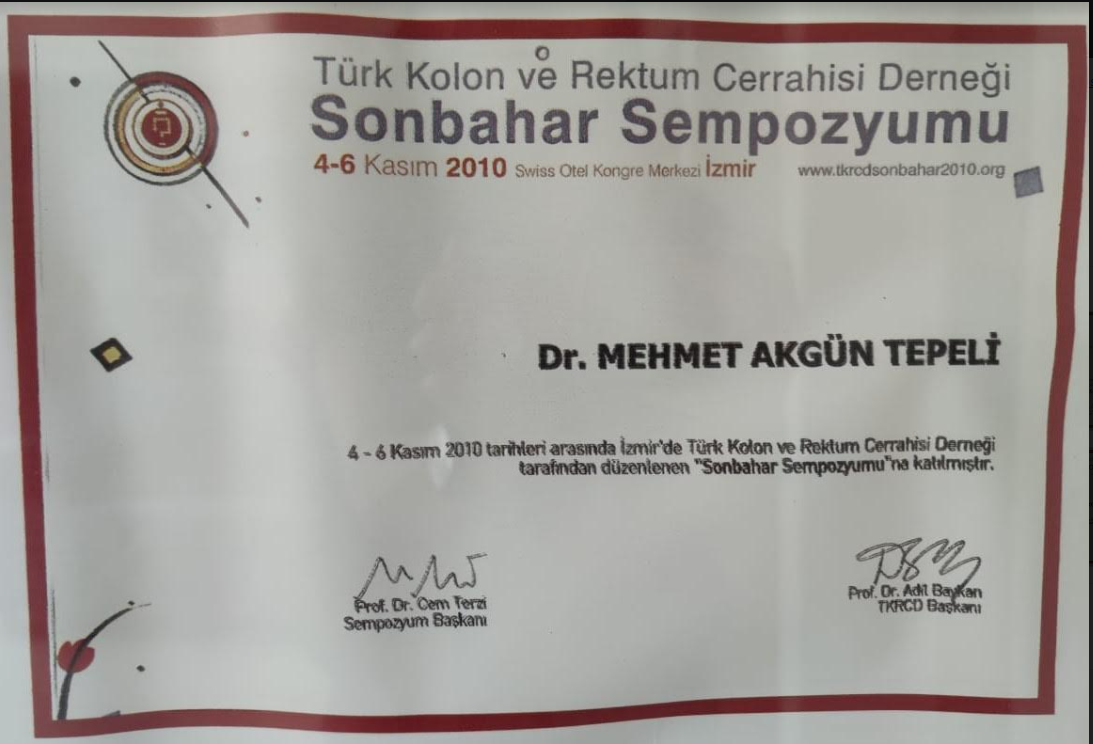 Türk Kolon ve Rektum Cerrahisi Derneği
Sonbahar Sempozyumu
4-6 Kasım 2010 Swiss Otel Kongre Merkezi İzmir www.tkrcdsonbahar2010.org
Dr. MEHMET AKGÜN TEPELİ
4 - 6 Kasım 2010 tarihleri arasında İzmir'de Türk Kolon ve Rektum Cerrahisi Derneği
tarafından düzenlenen "Sonbahar Sempozyumu"na katılmıştır.
Prof. Dr. Cem Terzi
Sempozyum Başkanı
Prof. Dr. Adil Baykan
TKRCD Başkanı